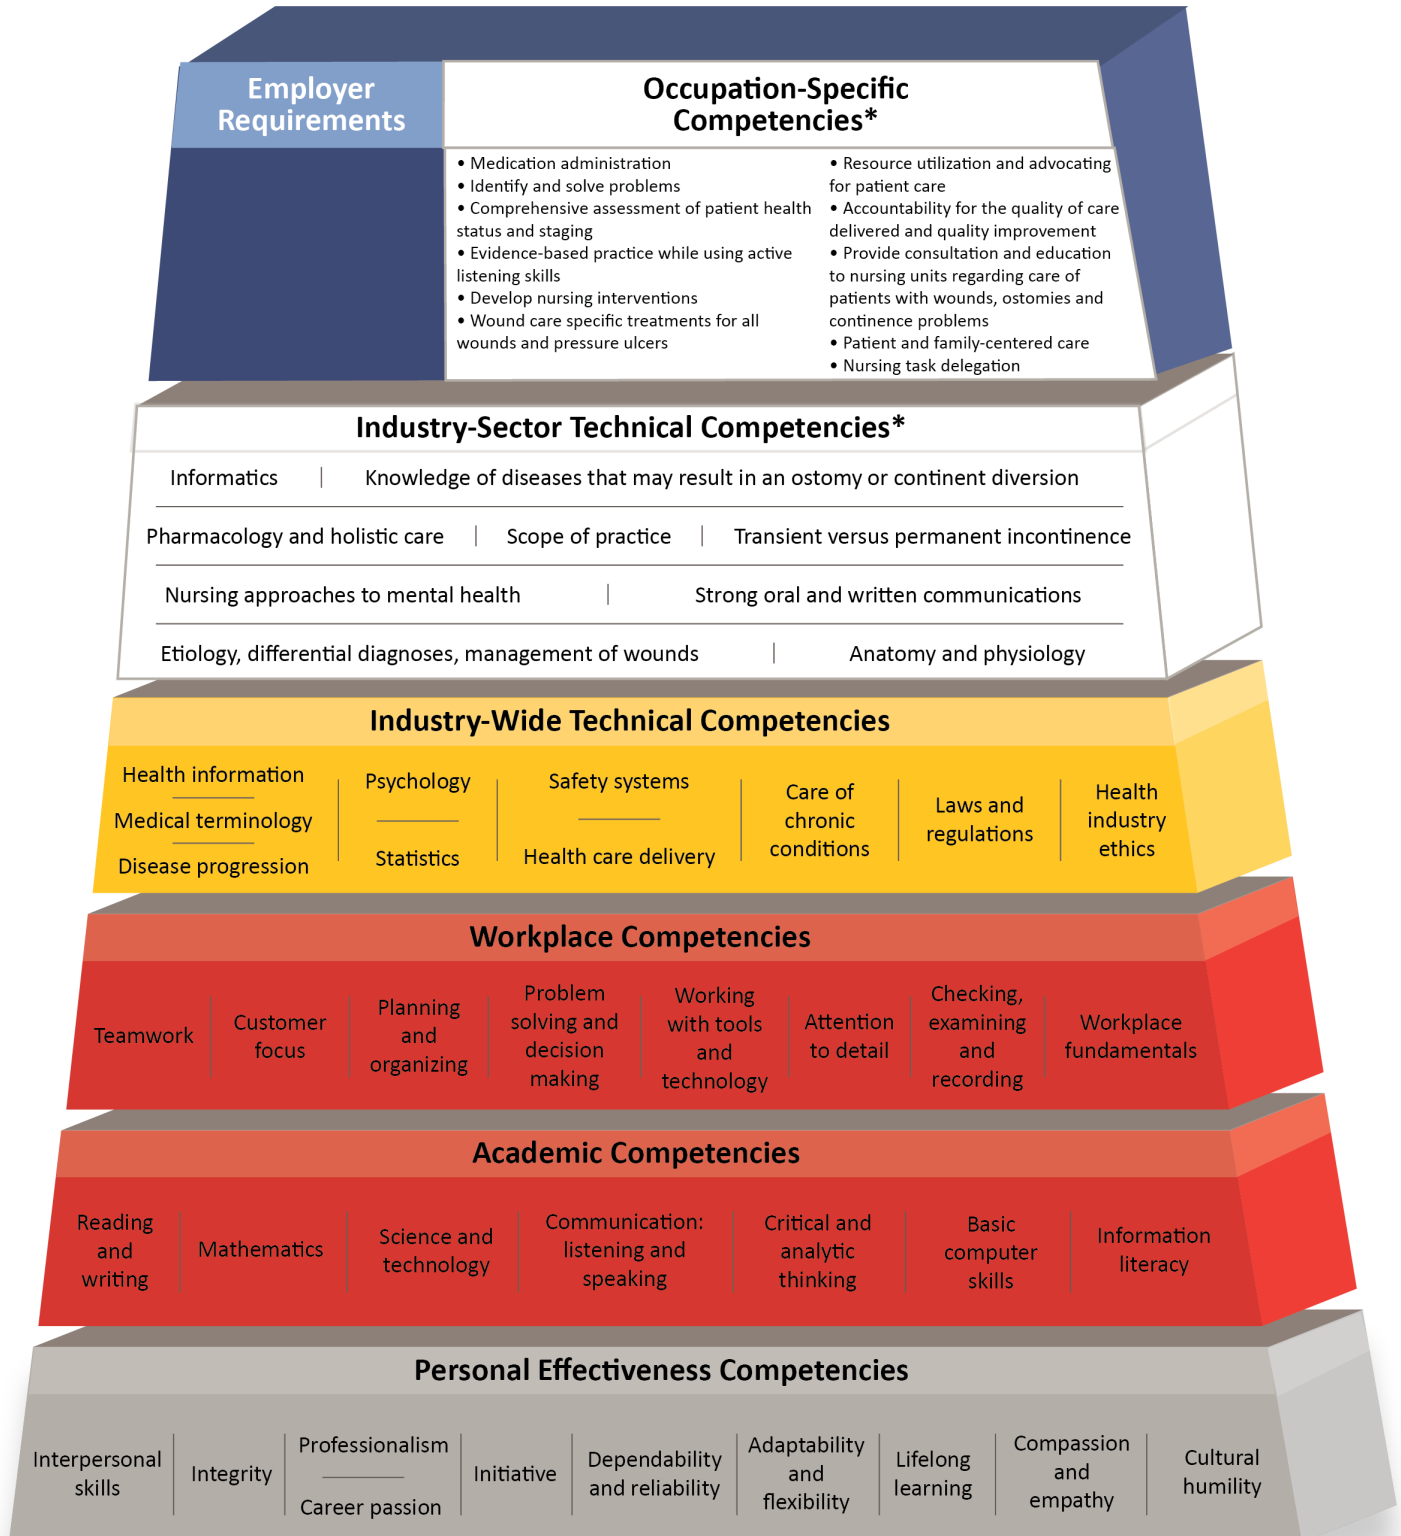 Employer
Requirements
Occupation-Specific
Competencies*
• Medication administration
• Identify and solve problems
• Comprehensive assessment of patient health
status and staging
• Evidence-based practice while using active
listening skills
• Develop nursing interventions
• Wound care specific treatments for all
wounds and pressure ulcers
• Resource utilization and advocating
for patient care
• Accountability for the quality of care
delivered and quality improvement
• Provide consultation and education
to nursing units regarding care of
patients with wounds, ostomies and
continence problems
• Patient and family-centered care
• Nursing task delegation
Industry-Sector Technical Competencies*
Informatics
Knowledge of diseases that may result in an ostomy or continent diversion
Pharmacology and holistic care
Scope of practice
Transient versus permanent incontinence
Nursing approaches to mental health
Strong oral and written communications
Etiology, differential diagnoses, management of wounds
Anatomy and physiology
Industry-Wide Technical Competencies
Health information
Medical terminology
Disease progression
Psychology
Statistics
Safety systems
Health care delivery
Care of
chronic
conditions
Laws and
regulations
Health
industry
ethics
Workplace Competencies
Teamwork
Customer
focus
Planning
and
organizing
Problem
solving and
decision
making
Working
with tools
and
technology
Attention
to detail
Checking,
examining
and
recording
Workplace
fundamentals
Academic Competencies
Reading
and
writing
Mathematics
Science and
technology
Communication:
listening and
speaking
Critical and
analytic
thinking
Basic
computer
skills
Information
literacy
Personal Effectiveness Competencies
Interpersonal
skills
Integrity
Professionalism
Career passion
Initiative
Dependability
and reliability
Adaptability
and
flexibility
Lifelong
learning
Compassion
and
empathy
Cultural
humility